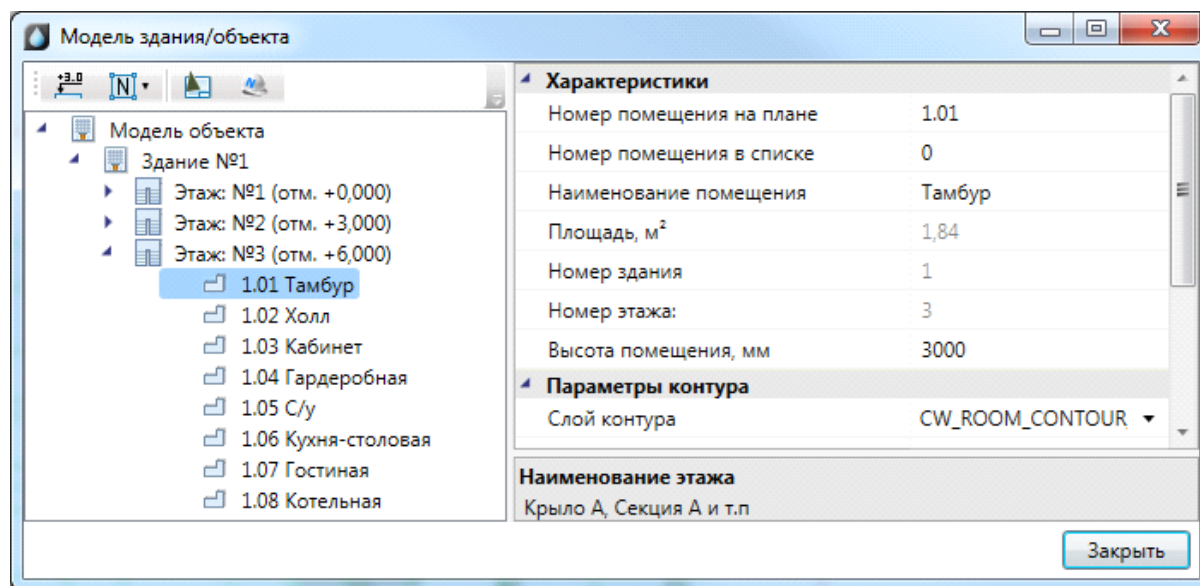 Модель здания/объекта
+3.0
N
Модель объекта
Здание №1
Этаж: №1 (отм. +0,000)
Этаж: №2 (отм. +3,000)
Этаж: №3 (отм. +6,000)
1.01 Тамбур
1.02 Холл
1.03 Кабинет
1.04 Гардеробная
1.05 С/у
1.06 Кухня-столовая
1.07 Гостиная
1.08 Котельная
Характеристики
Номер помещения на плане 1.01
Номер помещения в списке 0
Наименование помещения Тамбур
Площадь, м² 1,84
Номер здания 1
Номер этажа: 3
Высота помещения, мм 3000
Параметры контура
Слой контура CW_ROOM_CONTOUR
Наименование этажа
Крыло А, Секция А и т.п
Закрыть